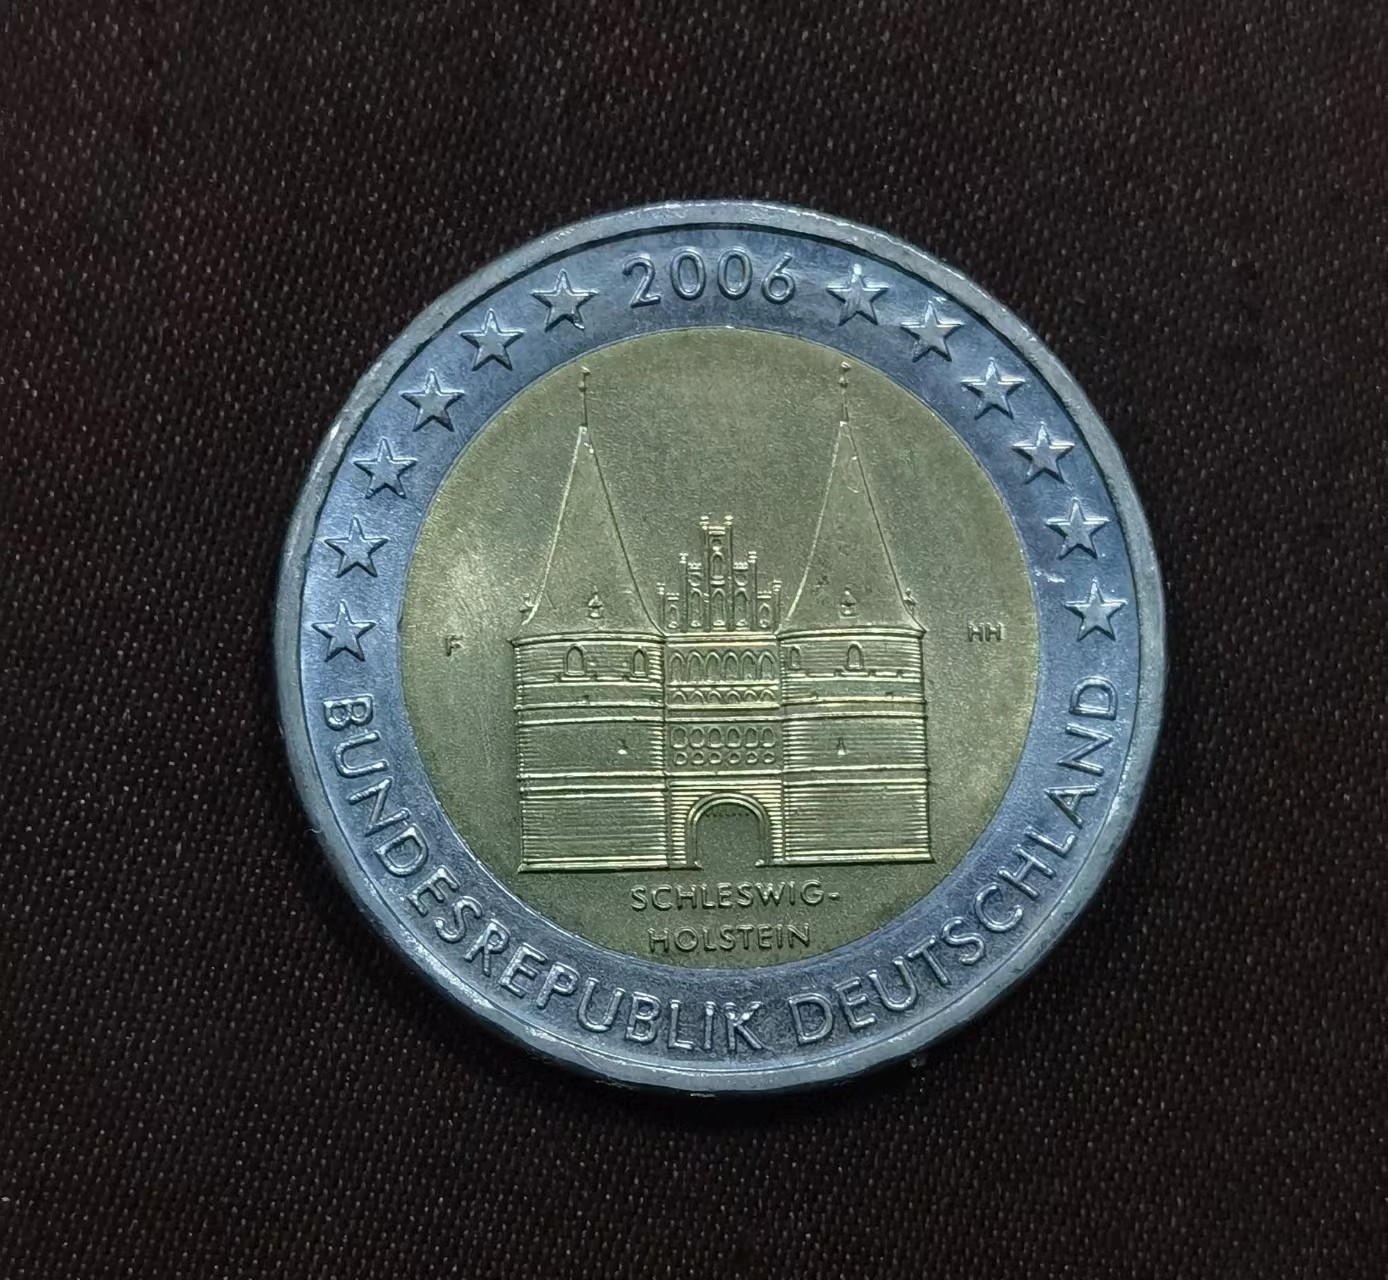 2006
F
HH
SCHLESWIG-
HOLSTEIN
BUNDESREPUBLIK DEUTSCHLAND